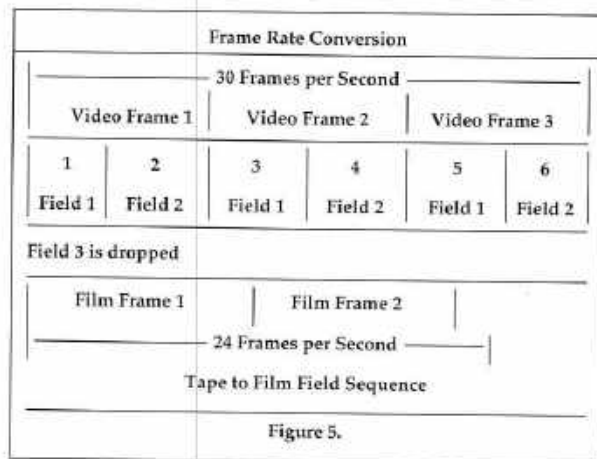 Frame Rate Conversion
30 Frames per Second
Video Frame 1 Video Frame 2 Video Frame 3
1 2 3 4 5 6
Field 1 Field 2 Field 1 Field 2 Field 1 Field 2
Field 3 is dropped
Film Frame 1 Film Frame 2
24 Frames per Second
Tape to Film Field Sequence
Figure 5.